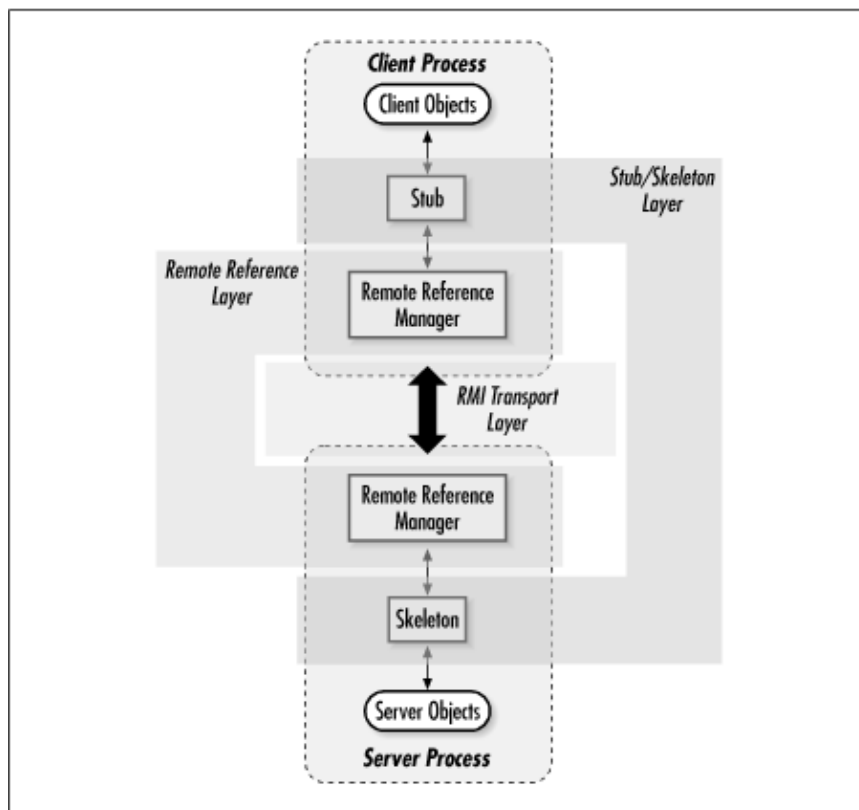 Client Process
Client Objects
Stub/Skeleton
Layer
Stub
Remote Reference
Layer
Remote Reference
Manager
RMI Transport
Layer
Remote Reference
Manager
Skeleton
Server Objects
Server Process